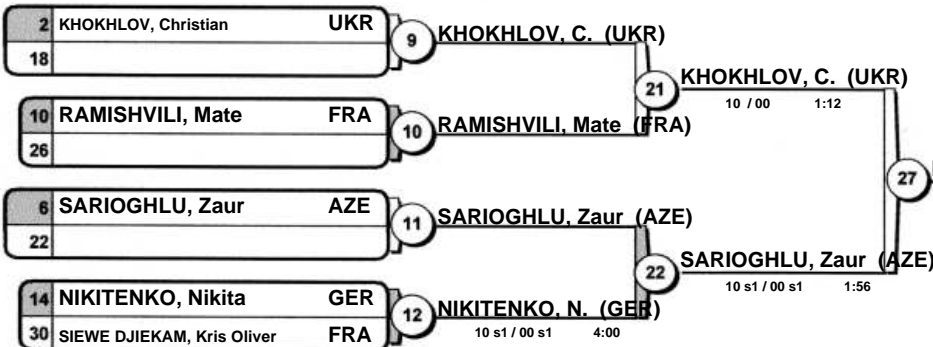 2 KHOKHLOV, Christian UKR
18
9
KHOKHLOV, C. (UKR)
10 RAMISHVILI, Mate FRA
26
10
RAMISHVILI, Mate (FRA)
21
KHOKHLOV, C. (UKR)
10 / 00 1:12
6 SARIOGHLU, Zaur AZE
22
11
SARIOGHLU, Zaur (AZE)
14 NIKITENKO, Nikita GER
30 SIEWE DJIEKAM, Kris Oliver FRA
12
NIKITENKO, N. (GER)
10 s1 / 00 s1 4:00
22
SARIOGHLU, Zaur (AZE)
10 s1 / 00 s1 1:56
27